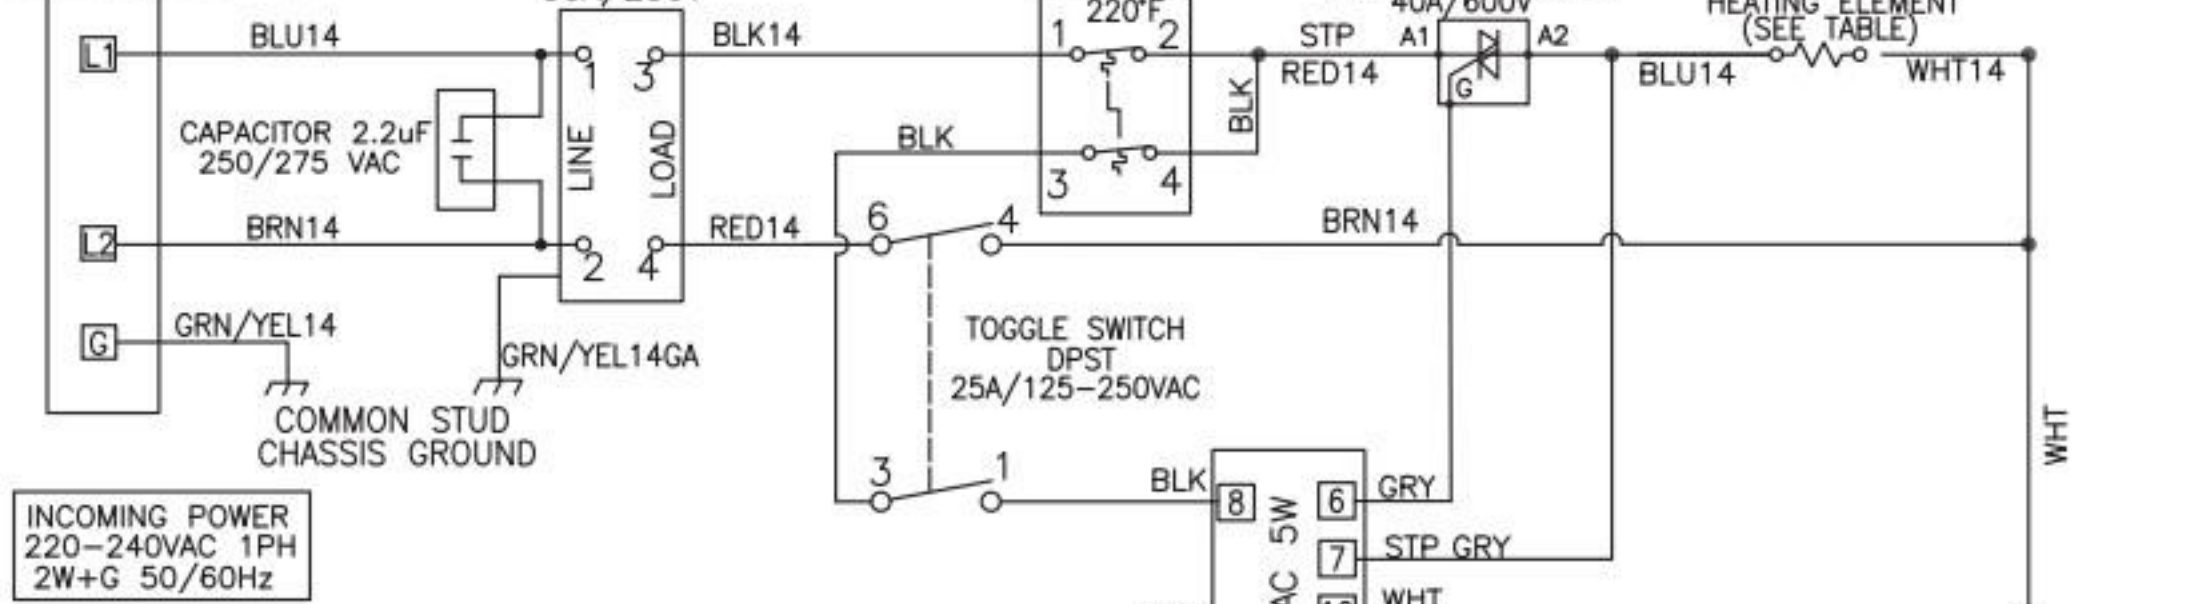 220°F
40A/600V
HEATING ELEMENT
(SEE TABLE)
L1
BLU14
1
3
BLK14
1
2
STP
RED14
A1
A2
G
BLU14
WHT14
CAPACITOR 2.2uF
250/275 VAC
LINE
LOAD
BLK
BLK
3
4
L2
BRN14
2
4
RED14
6
4
BRN14
G
GRN/YEL14
GRN/YEL14GA
COMMON STUD
CHASSIS GROUND
TOGGLE SWITCH
DPST
25A/125-250VAC
WHT
3
1
BLK
8
6
GRY
5W
7
STP GRY
AC
WHT
INCOMING POWER
220-240VAC 1PH
2W+G 50/60Hz